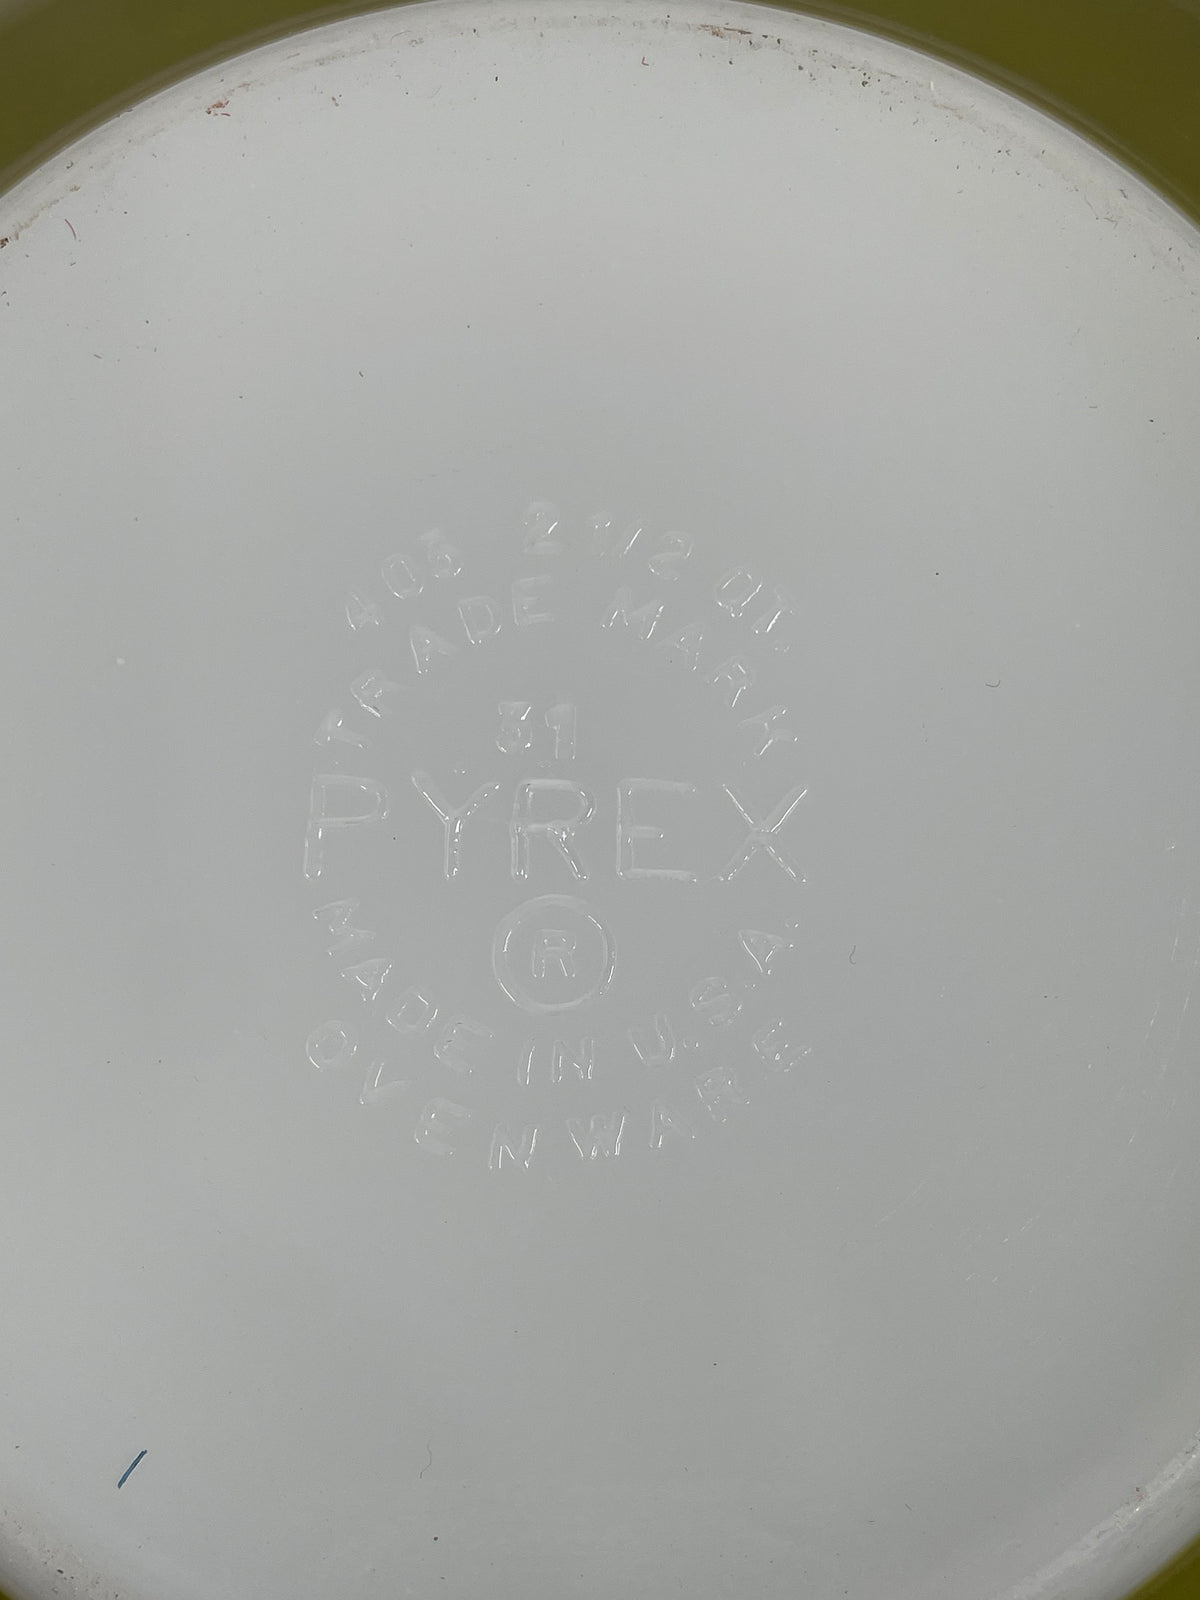 403 2 1/2 QT.
TRADE MARK
31
PYREX
®
MADE IN U.S.A.
OVENWARE